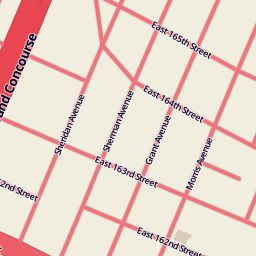 East 165th Street
and Concourse
East 164th Street
Sheridan Avenue
Sherman Avenue
Grant Avenue
Morris Avenue
East 163rd Street
2nd Street
East 162nd Street